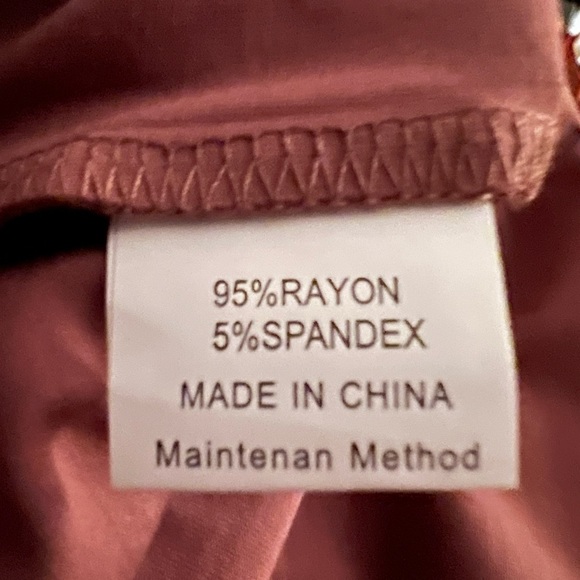 95%RAYON
5%SPANDEX
MADE IN CHINA
Maintenan Method